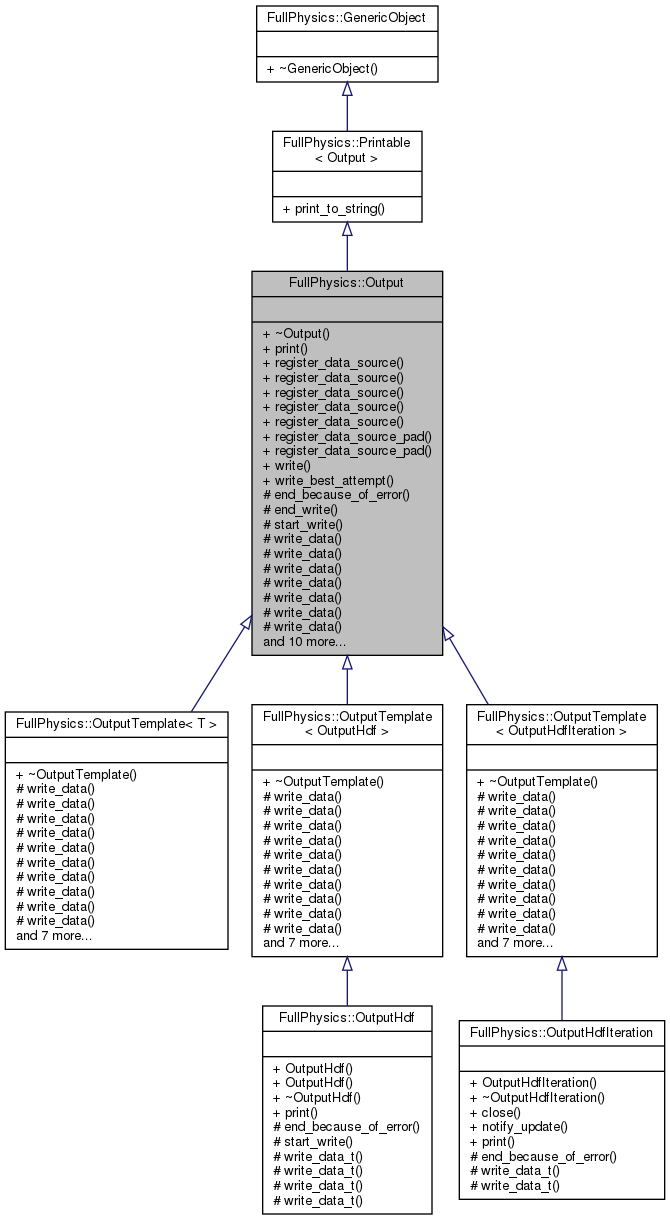 FullPhysics::GenericObject
+ ~GenericObject()
FullPhysics::Printable
< Output >
+ print_to_string()
FullPhysics::Output
+ ~Output()
+ print()
+ register_data_source()
+ register_data_source()
+ register_data_source()
+ register_data_source()
+ register_data_source()
+ register_data_source_pad()
+ register_data_source_pad()
+ write()
+ write_best_attempt()
# end_because_of_error()
# end_write()
# start_write()
# write_data()
# write_data()
# write_data()
# write_data()
# write_data()
# write_data()
# write_data()
and 10 more...
FullPhysics::OutputTemplate< T >
+ ~OutputTemplate()
# write_data()
# write_data()
# write_data()
# write_data()
# write_data()
# write_data()
# write_data()
# write_data()
# write_data()
# write_data()
and 7 more...
FullPhysics::OutputTemplate
< OutputHdf >
+ ~OutputTemplate()
# write_data()
# write_data()
# write_data()
# write_data()
# write_data()
# write_data()
# write_data()
# write_data()
# write_data()
# write_data()
and 7 more...
FullPhysics::OutputTemplate
< OutputHdfIteration >
+ ~OutputTemplate()
# write_data()
# write_data()
# write_data()
# write_data()
# write_data()
# write_data()
# write_data()
# write_data()
# write_data()
# write_data()
and 7 more...
FullPhysics::OutputHdf
+ OutputHdf()
+ OutputHdf()
+ ~OutputHdf()
+ print()
# end_because_of_error()
# start_write()
# write_data_t()
# write_data_t()
# write_data_t()
# write_data_t()
FullPhysics::OutputHdfIteration
+ OutputHdfIteration()
+ ~OutputHdfIteration()
+ close()
+ notify_update()
+ print()
# end_because_of_error()
# write_data_t()
# write_data_t()